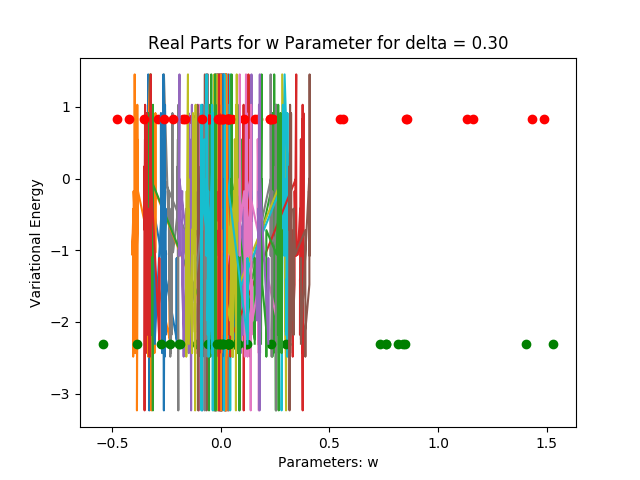 Real Parts for w Parameter for delta = 0.30
Variational Energy
1
0
−1
−2
−3
−0.5 0.0 0.5 1.0 1.5
Parameters: w